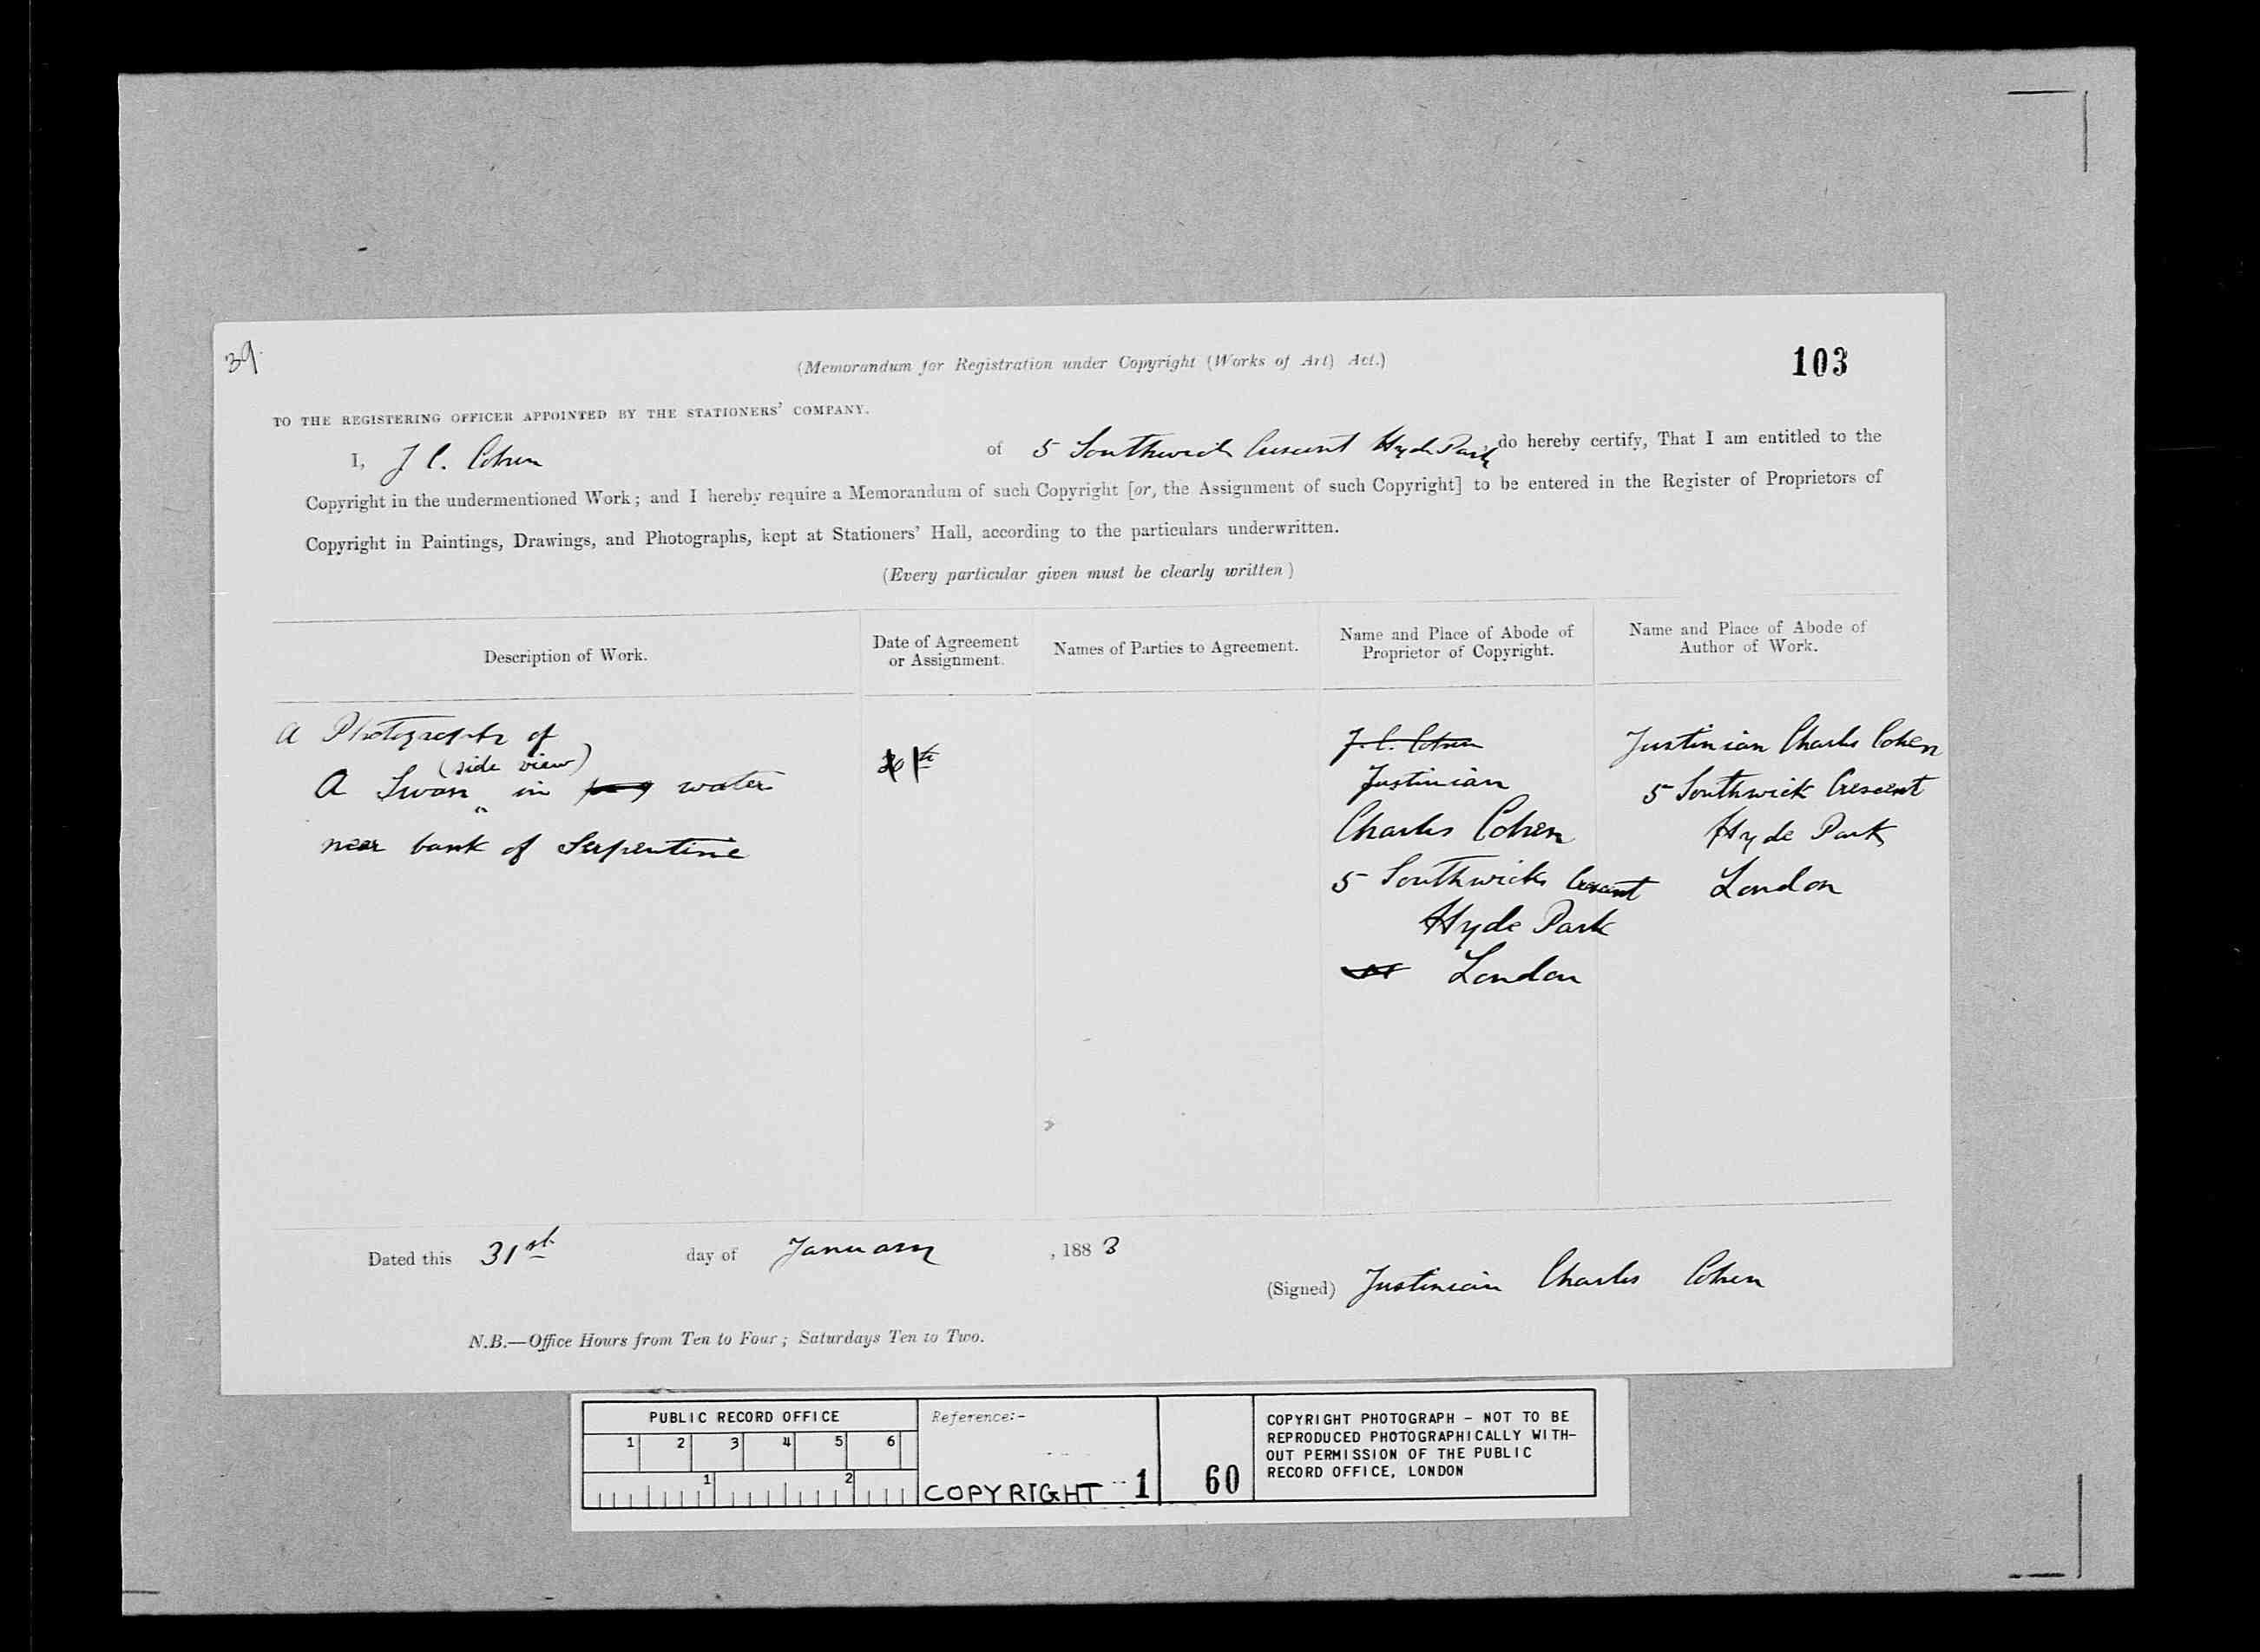 39.
103
(Memorandum for Registration under Copyright (Works of Art) Act.)
TO THE REGISTERING OFFICER APPOINTED BY THE STATIONERS' COMPANY.
I, J C. Cohen of 5 Southwick Crescent Hyde Park, do hereby certify, That I am entitled to the
Copyright in the undermentioned Work; and I hereby require a Memorandum of such Copyright [or, the Assignment of such Copyright] to be entered in the Register of Proprietors of
Copyright in Paintings, Drawings, and Photographs, kept at Stationers' Hall, according to the particulars underwritten.
(Every particular given must be clearly written)
Description of Work.
A Photograph of
(side view)
A Swan in water
near bank of Serpentine
Date of Agreement
or Assignment.
Names of Parties to Agreement.
Name and Place of Abode of
Proprietor of Copyright.
J. C. Cohen
Justinian
Charles Cohen
5 Southwick Crescent
Hyde Park
London
Name and Place of Abode of
Author of Work.
Justinian Charles Cohen
5 Southwick Crescent
Hyde Park
London
Dated this 31st day of January, 1883
(Signed) Justinian Charles Cohen
N.B.—Office Hours from Ten to Four; Saturdays Ten to Two.
PUBLIC RECORD OFFICE
1 2 3 4 5 6
1 2
Reference:-
COPYRIGHT 1 60
COPYRIGHT PHOTOGRAPH - NOT TO BE
REPRODUCED PHOTOGRAPHICALLY WITH-
OUT PERMISSION OF THE PUBLIC
RECORD OFFICE, LONDON